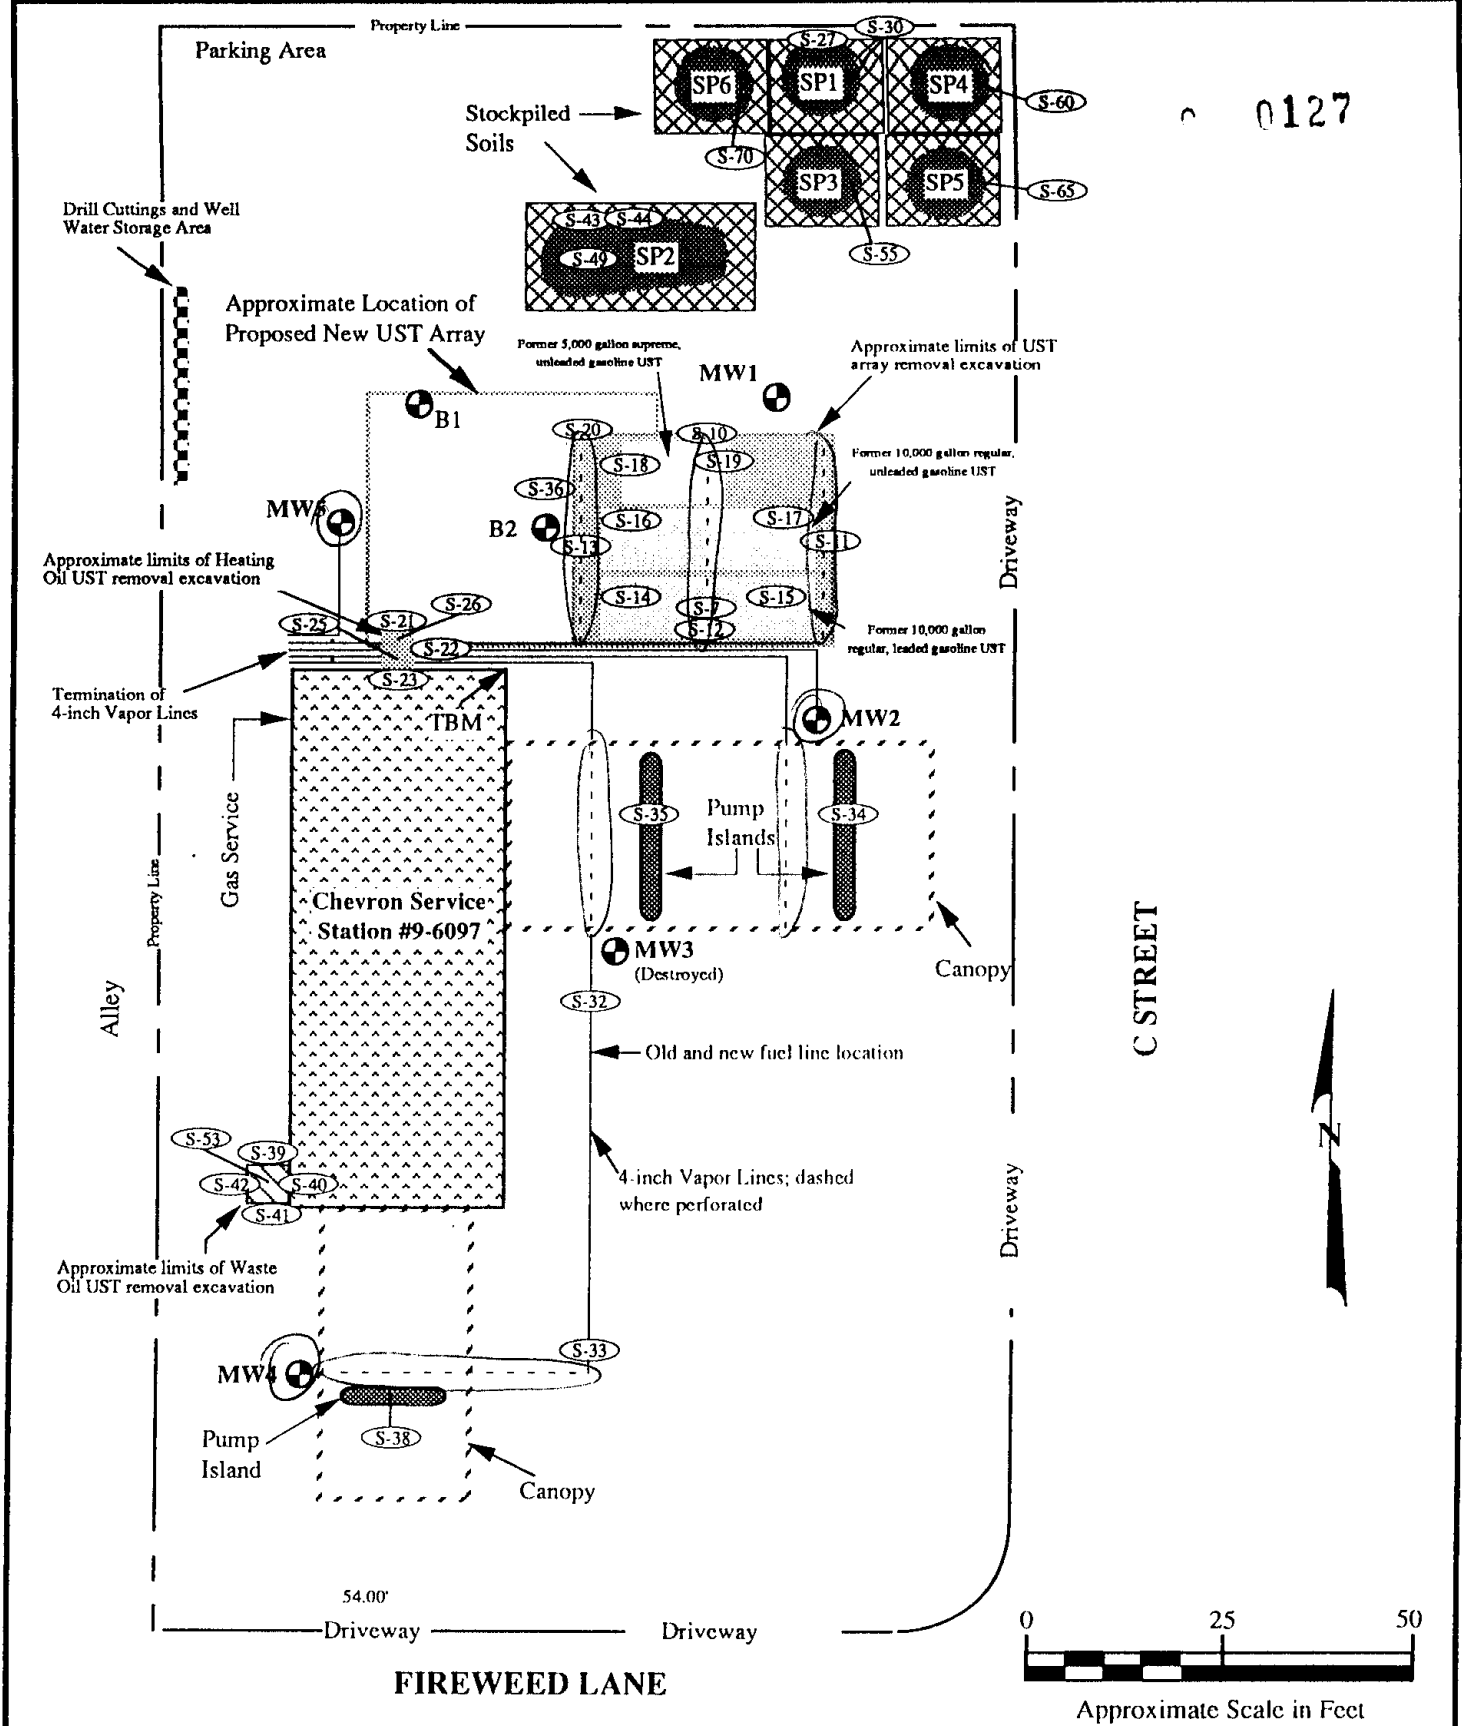 Property Line
Parking Area
S-30
S-27
SP6
SP1
SP4
S-60
0127
Stockpiled
Soils
S-70
SP3
SP5
S-65
Drill Cuttings and Well
Water Storage Area
S-43
S-44
S-49
SP2
S-55
Approximate Location of
Proposed New UST Array
Former 5,000 gallon supreme,
unleaded gasoline UST
Approximate limits of UST
array removal excavation
MW1
B1
S-20
S-10
S-18
S-19
Former 10,000 gallon regular,
unleaded gasoline UST
S-36
MW5
B2
S-16
S-17
S-13
S-11
Driveway
Approximate limits of Heating
Oil UST removal excavation
S-14
S-15
S-7
S-12
S-26
S-25
S-21
S-22
S-23
Former 10,000 gallon
regular, leaded gasoline UST
Termination of
4-inch Vapor Lines
TBM
MW2
Gas Service
S-35
Pump
Islands
S-34
Property Line
Chevron Service
Station #9-6097
MW3
(Destroyed)
Canopy
C STREET
Alley
S-32
Old and new fuel line location
N
S-53
S-39
S-42
S-40
S-41
4-inch Vapor Lines; dashed
where perforated
Driveway
Approximate limits of Waste
Oil UST removal excavation
S-33
MW4
S-38
Pump
Island
Canopy
54.00'
Driveway
Driveway
FIREWEED LANE
0 25 50
Approximate Scale in Feet